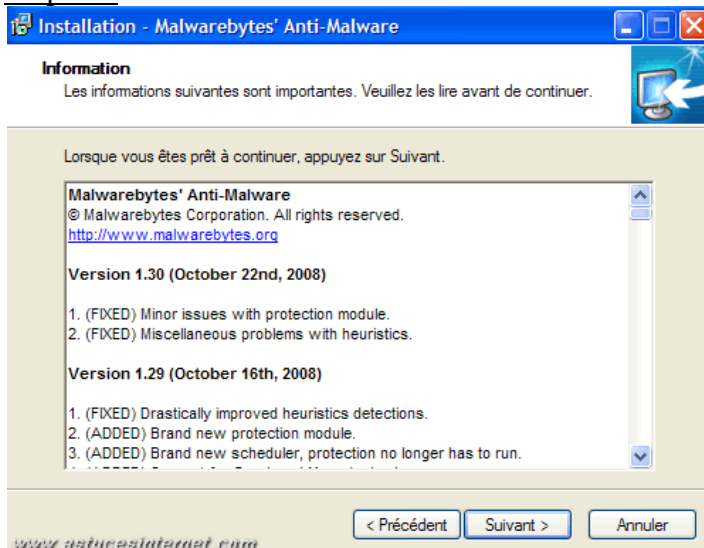 Installation - Malwarebytes' Anti-Malware
Information
Les informations suivantes sont importantes. Veuillez les lire avant de continuer.
Lorsque vous êtes prêt à continuer, appuyez sur Suivant.
Malwarebytes' Anti-Malware
© Malwarebytes Corporation. All rights reserved.
http://www.malwarebytes.org
Version 1.30 (October 22nd, 2008)
1. (FIXED) Minor issues with protection module.
2. (FIXED) Miscellaneous problems with heuristics.
Version 1.29 (October 16th, 2008)
1. (FIXED) Drastically improved heuristics detections.
2. (ADDED) Brand new protection module.
3. (ADDED) Brand new scheduler, protection no longer has to run.
< Précédent
Suivant >
Annuler
www.astucesinternet.com